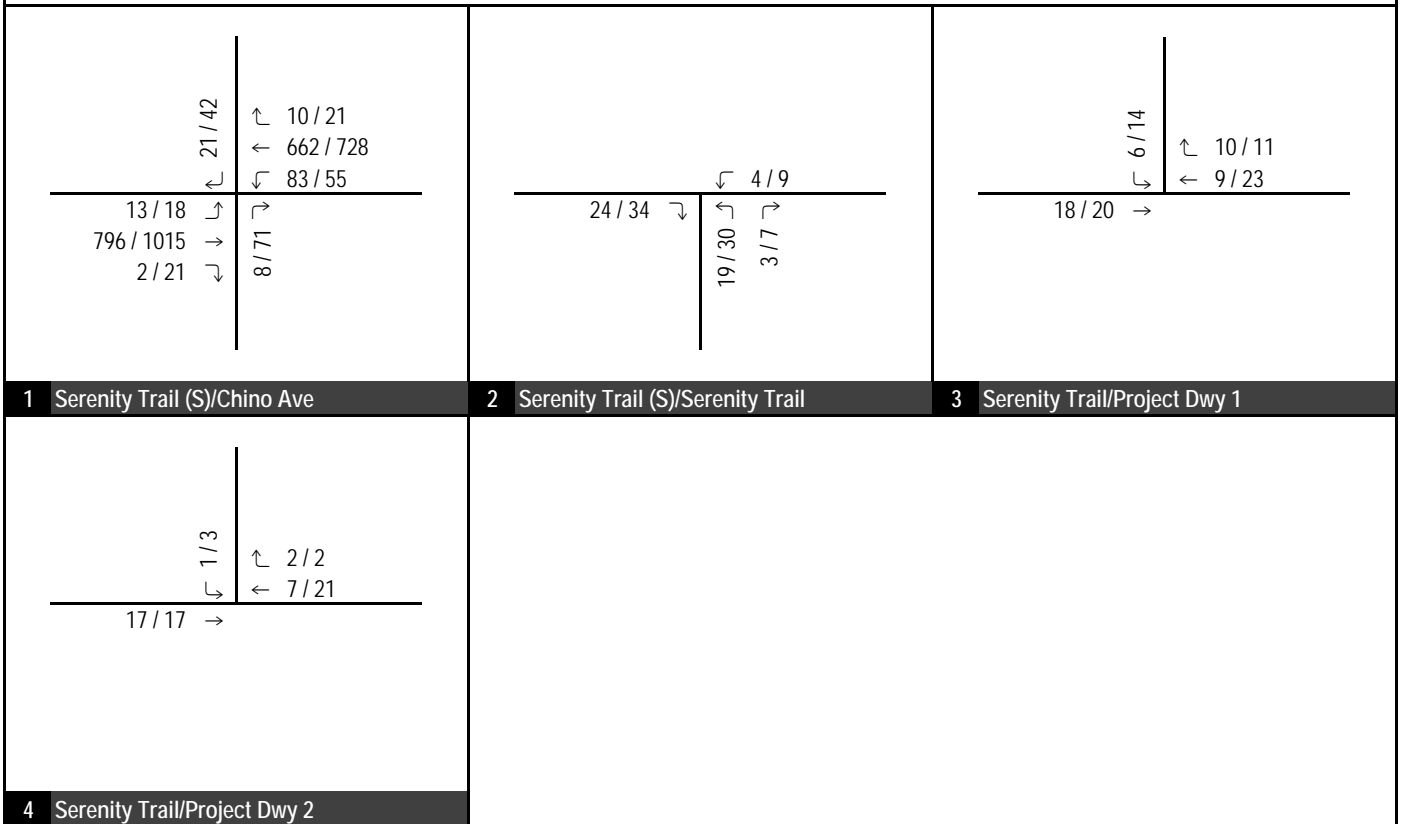 21 / 42
10 / 21
662 / 728
83 / 55
13 / 18
796 / 1015
2 / 21
8 / 71
1 Serenity Trail (S)/Chino Ave
4 / 9
24 / 34
19 / 30
3 / 7
2 Serenity Trail (S)/Serenity Trail
6 / 14
10 / 11
9 / 23
18 / 20
3 Serenity Trail/Project Dwy 1
1 / 3
2 / 2
7 / 21
17 / 17
4 Serenity Trail/Project Dwy 2